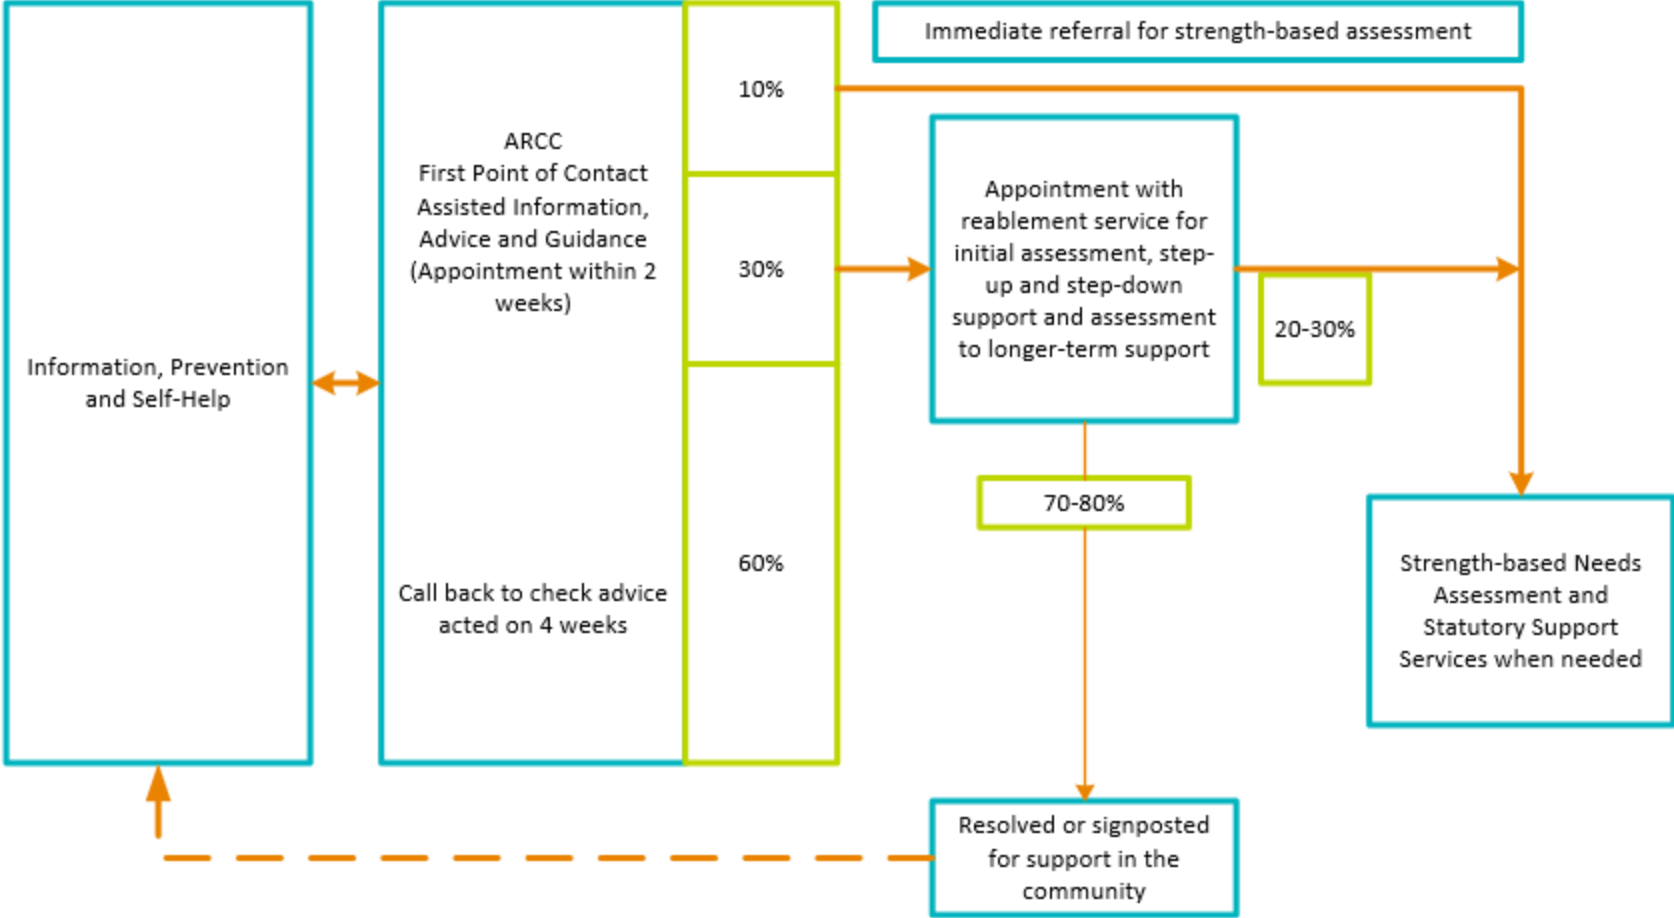 Information, Prevention
and Self-Help
ARCC
First Point of Contact
Assisted Information,
Advice and Guidance
(Appointment within 2
weeks)
Call back to check advice
acted on 4 weeks
10%
30%
60%
Immediate referral for strength-based assessment
Appointment with
reablement service for
initial assessment, step-
up and step-down
support and assessment
to longer-term support
20-30%
70-80%
Strength-based Needs
Assessment and
Statutory Support
Services when needed
Resolved or signposted
for support in the
community